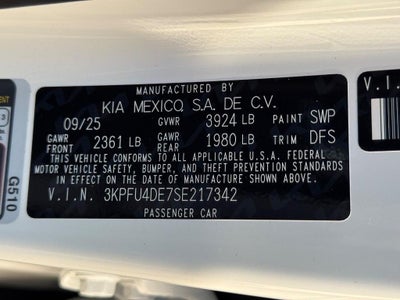 MANUFACTURED BY
KIA MEXICO, S.A. DE C.V.
09/25 GVWR 3924 LB PAINT SWP
GAWR FRONT 2361 LB GAWR REAR 1980 LB TRIM DFS
THIS VEHICLE CONFORMS TO ALL APPLICABLE U.S.A. FEDERAL
MOTOR VEHICLE SAFETY, BUMPER, AND THEFT PREVENTION STANDARDS
IN EFFECT ON THE DATE OF MANUFACTURE SHOWN ABOVE.
V.I.N. 3KPFU4DE7SE217342
PASSENGER CAR
G510
V.I.